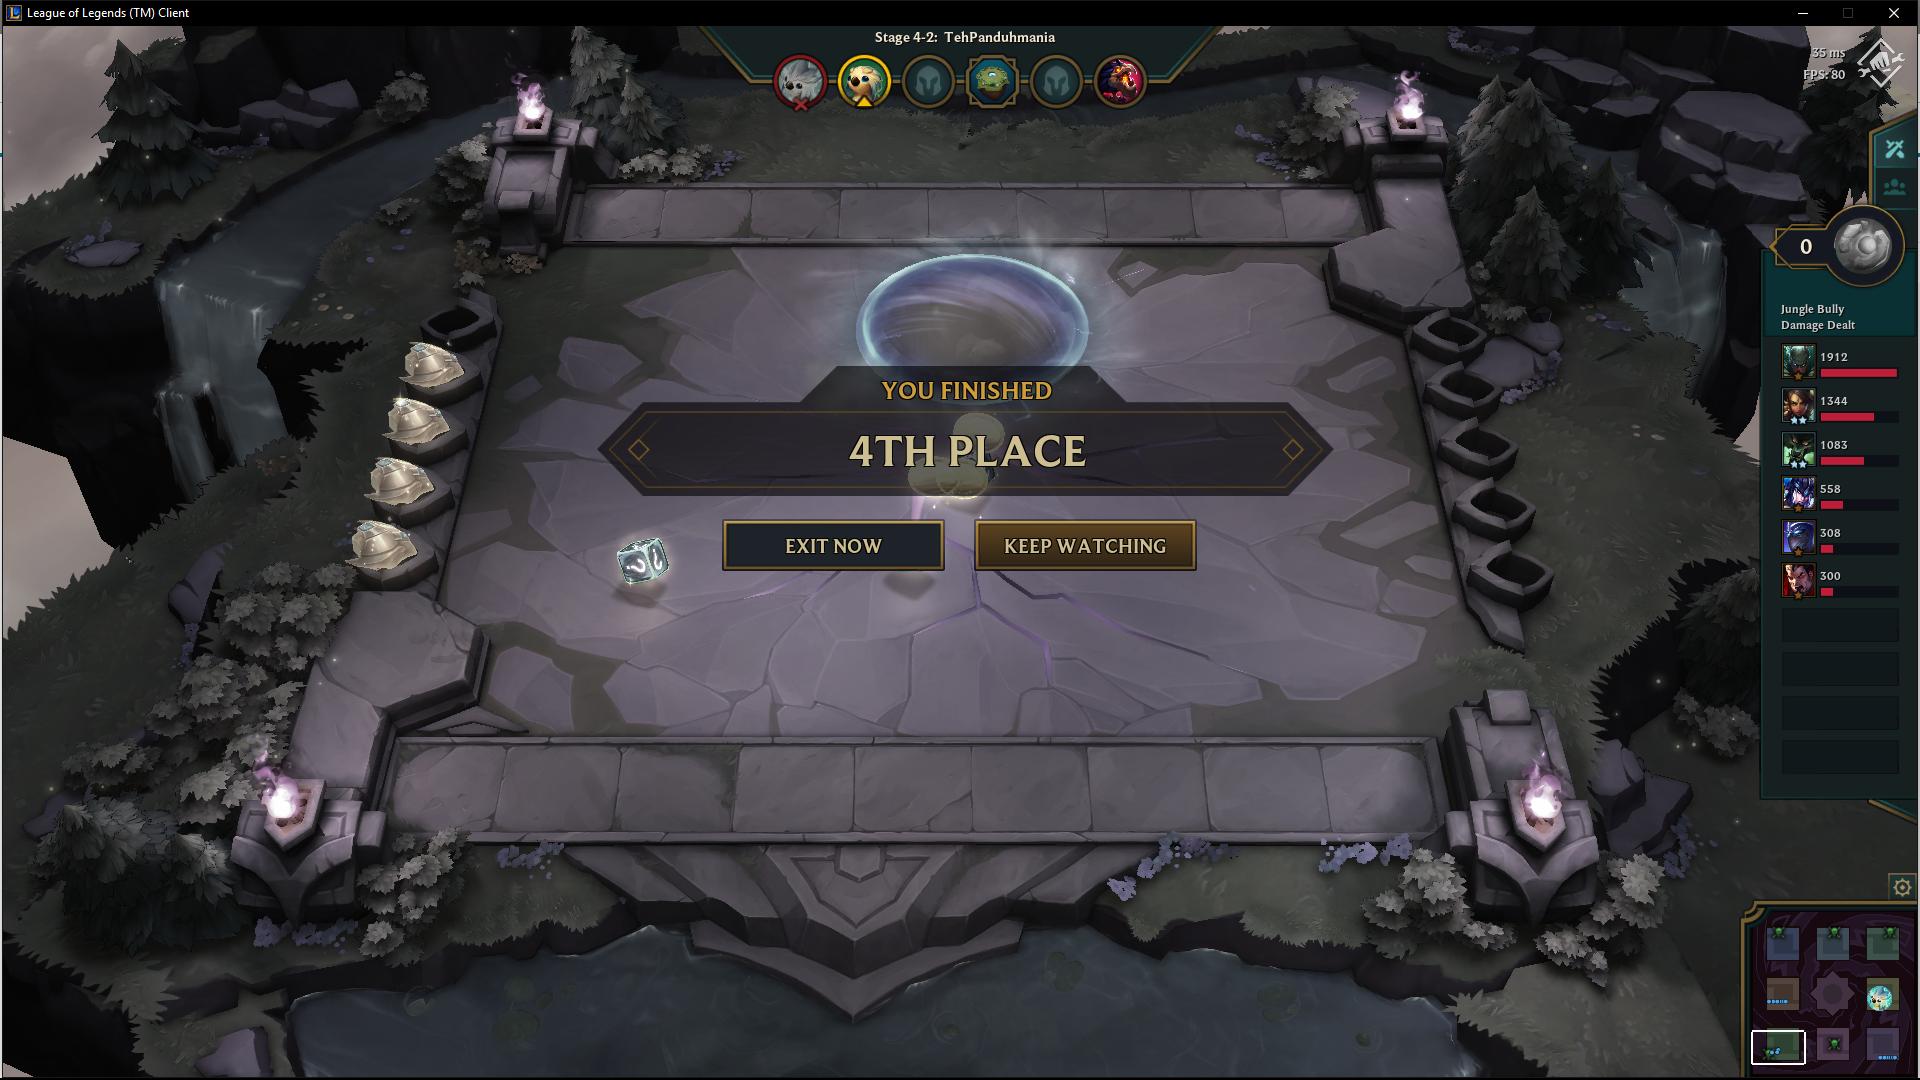 League of Legends (TM) Client
Stage 4-2: TehPanduhmania
35 ms
FPS: 80
0
Jungle Bully
Damage Dealt
1912
1344
1083
558
308
300
YOU FINISHED
4TH PLACE
EXIT NOW
KEEP WATCHING